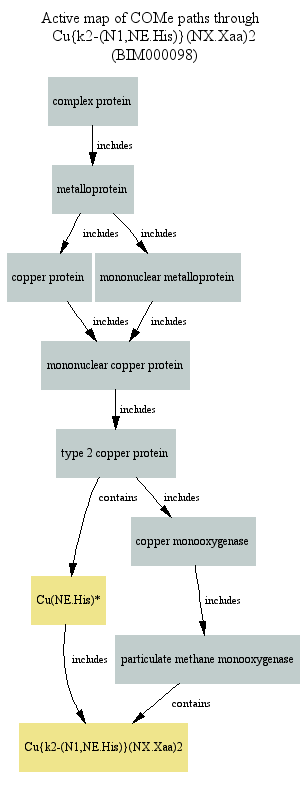 Active map of COMe paths through
Cu{k2-(N1,NE.His)}(NX.Xaa)2
(BIM000098)
complex protein
includes
metalloprotein
includes includes
copper protein mononuclear metalloprotein
includes includes
mononuclear copper protein
includes
type 2 copper protein
contains includes
copper monooxygenase
Cu(NE.His)* includes
includes particulate methane monooxygenase
contains
Cu{k2-(N1,NE.His)}(NX.Xaa)2